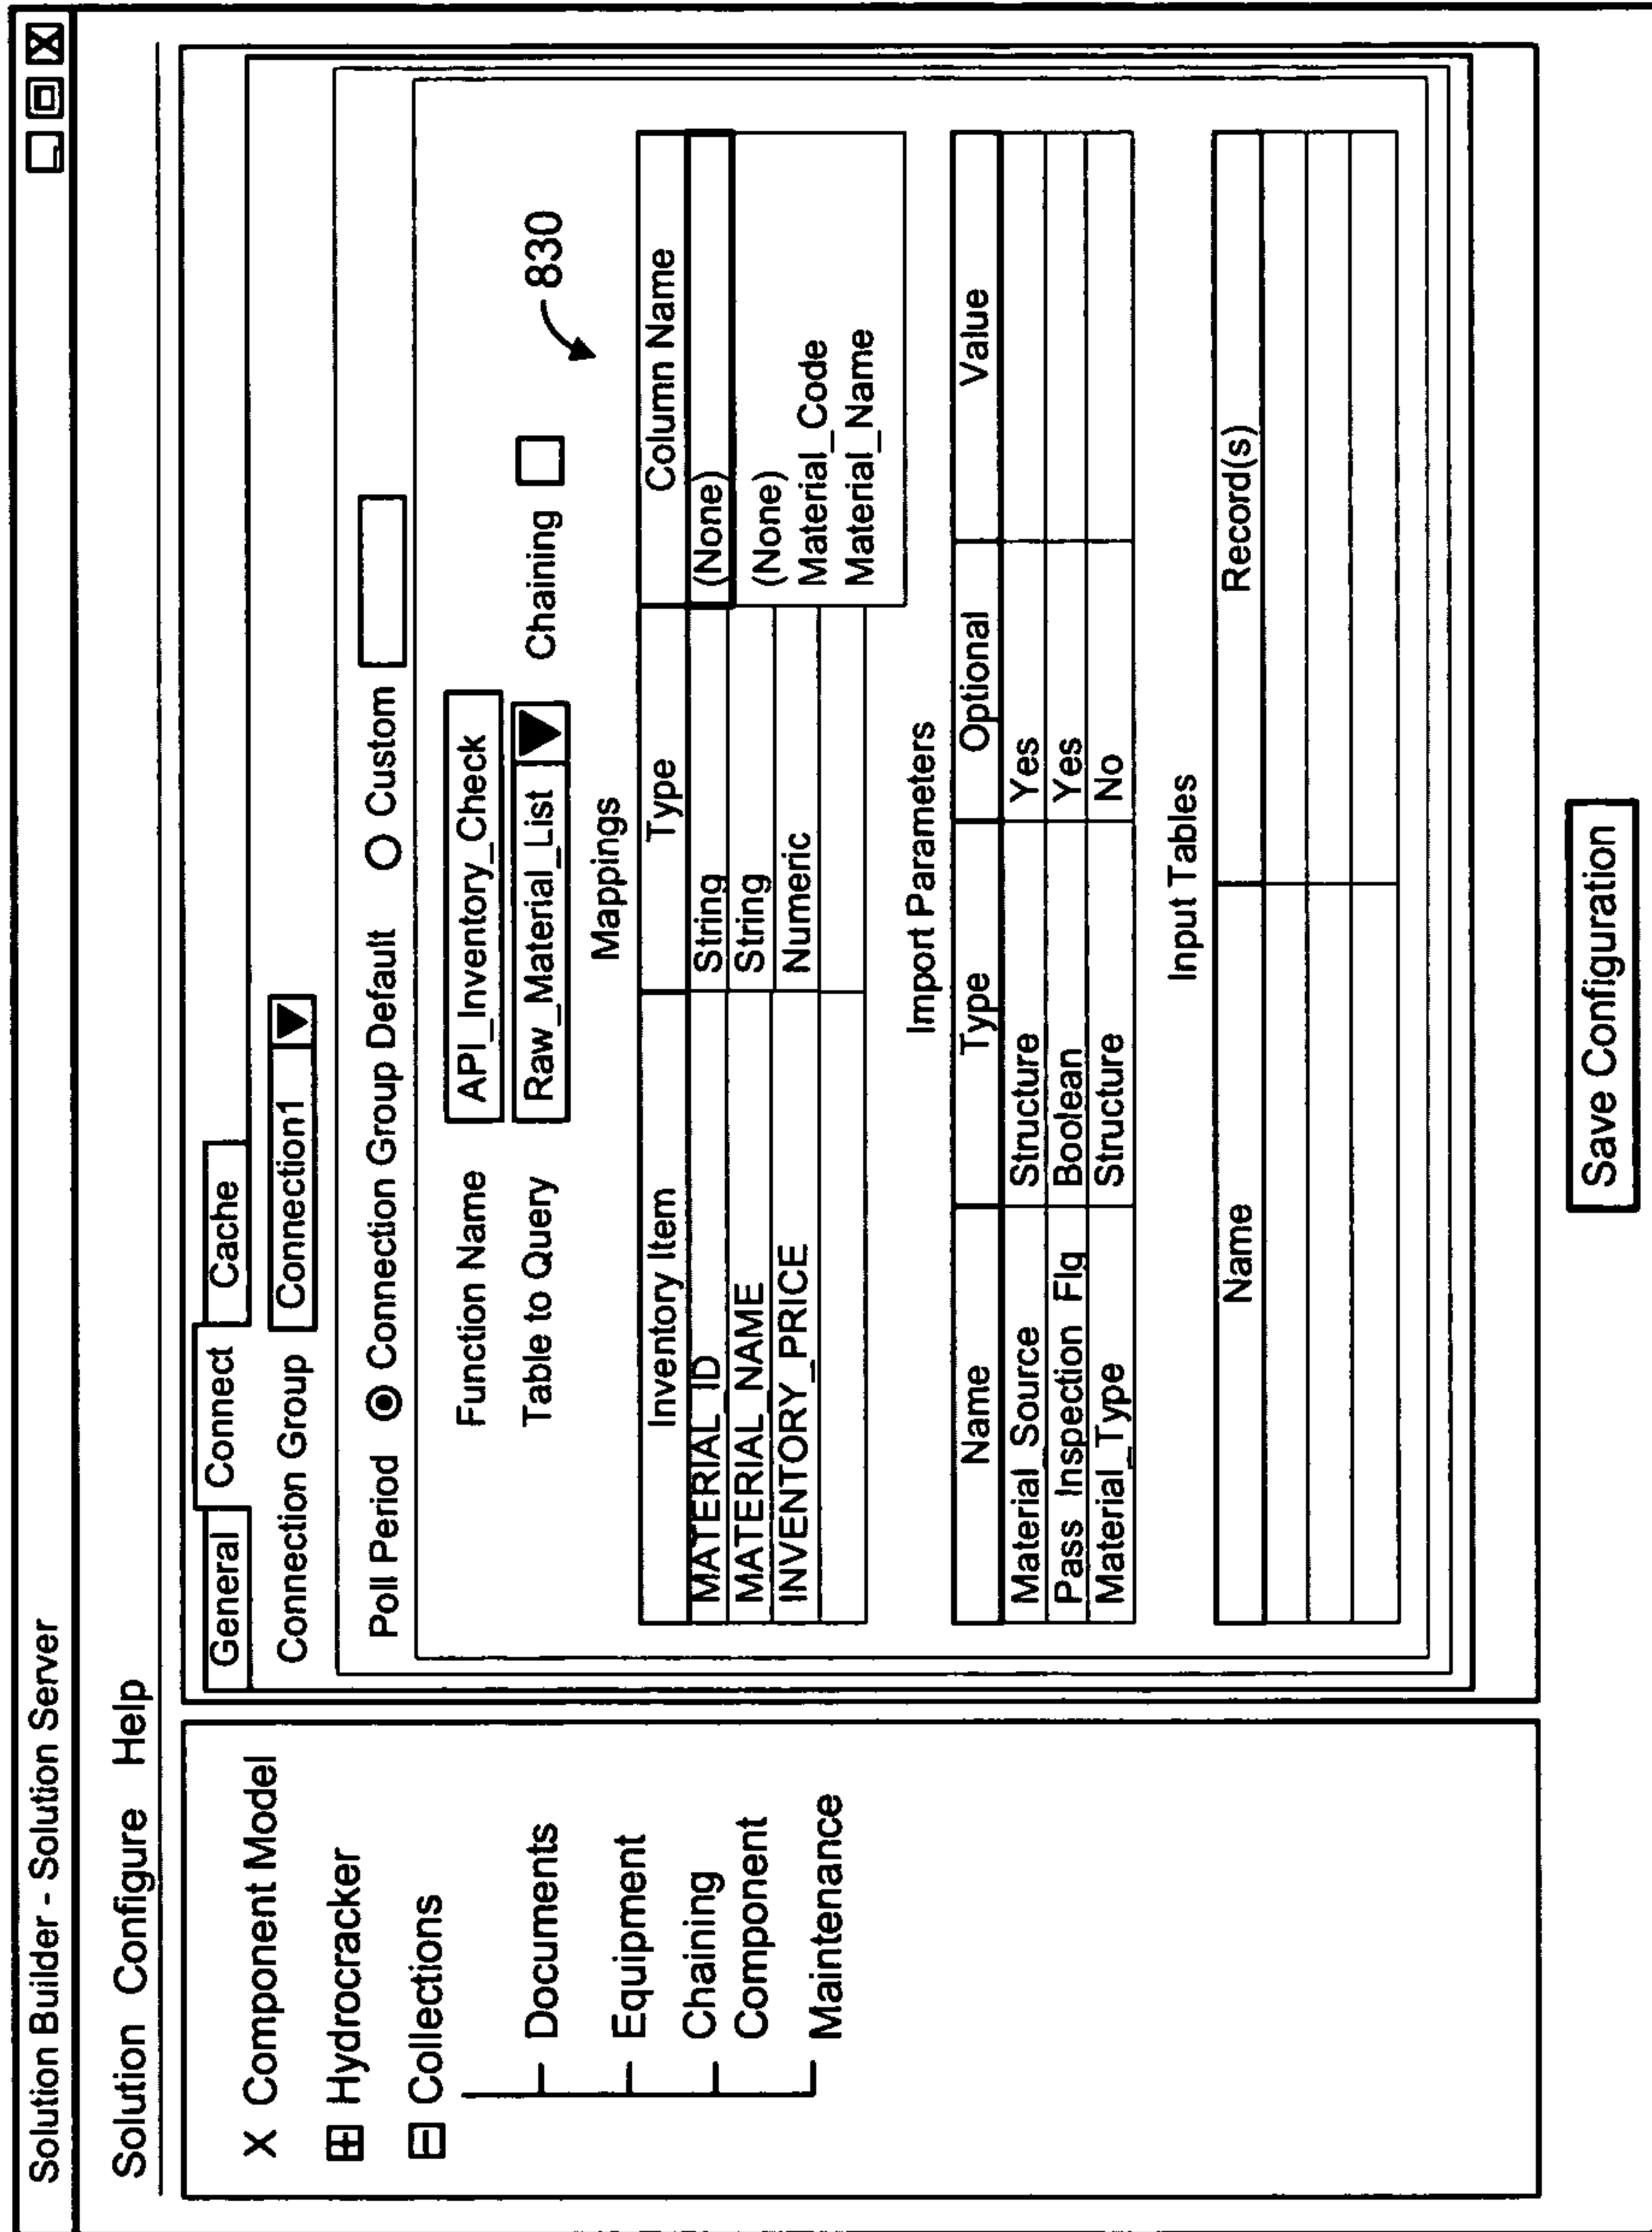 Solution Builder - Solution Server
Solution Configure Help
X Component Model
Hydrocracker
Collections
Documents
Equipment
Chaining
Component
Maintenance
General Connect Cache
Connection Group Connection1
Poll Period Connection Group Default Custom
Function Name API_Inventory_Check
Table to Query Raw_Material_List Chaining
830
Mappings
Inventory Item Type Column Name
MATERIAL_ID String (None)
MATERIAL_NAME String (None)
INVENTORY_PRICE Numeric Material_Code
Material_Name
Import Parameters
Name Type Optional Value
Material_Source Structure Yes
Pass_Inspection_Flg Boolean Yes
Material_Type Structure No
Input Tables
Name Record(s)
Save Configuration